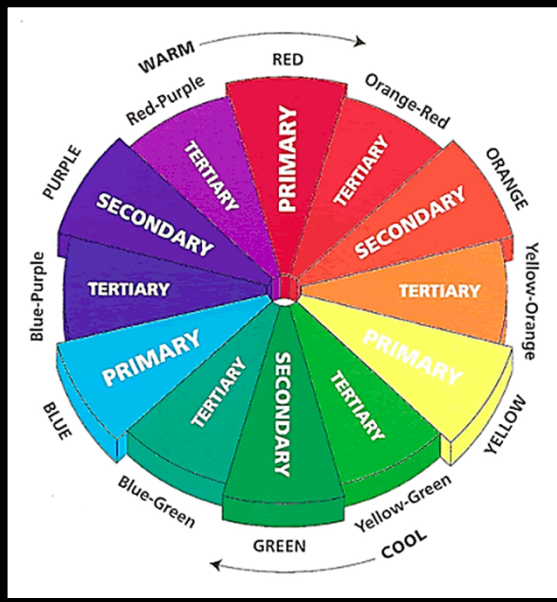 WARM
RED
Orange-Red
ORANGE
Yellow-Orange
YELLOW
Yellow-Green
COOL
GREEN
Blue-Green
BLUE
Blue-Purple
PURPLE
Red-Purple
PRIMARY
TERTIARY
SECONDARY
TERTIARY
PRIMARY
TERTIARY
SECONDARY
TERTIARY
PRIMARY
TERTIARY
SECONDARY
TERTIARY